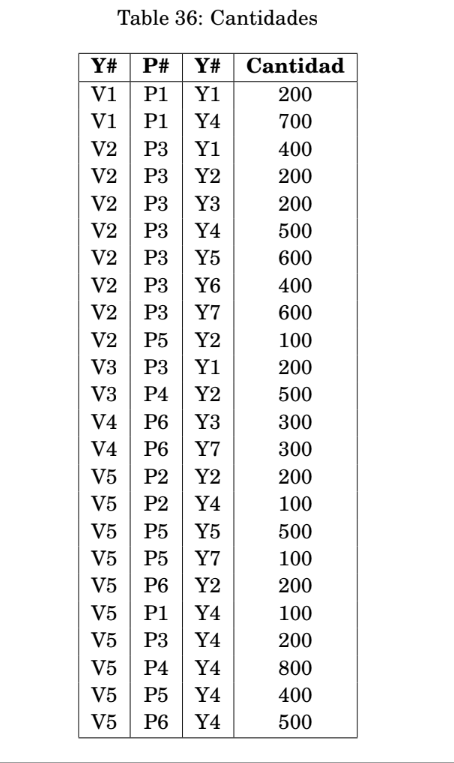 Table 36: Cantidades
Y# P# Y# Cantidad
V1 P1 Y1 200
V1 P1 Y4 700
V2 P3 Y1 400
V2 P3 Y2 200
V2 P3 Y3 200
V2 P3 Y4 500
V2 P3 Y5 600
V2 P3 Y6 400
V2 P3 Y7 600
V2 P5 Y2 100
V3 P3 Y1 200
V3 P4 Y2 500
V4 P6 Y3 300
V4 P6 Y7 300
V5 P2 Y2 200
V5 P2 Y4 100
V5 P5 Y5 500
V5 P5 Y7 100
V5 P6 Y2 200
V5 P1 Y4 100
V5 P3 Y4 200
V5 P4 Y4 800
V5 P5 Y4 400
V5 P6 Y4 500